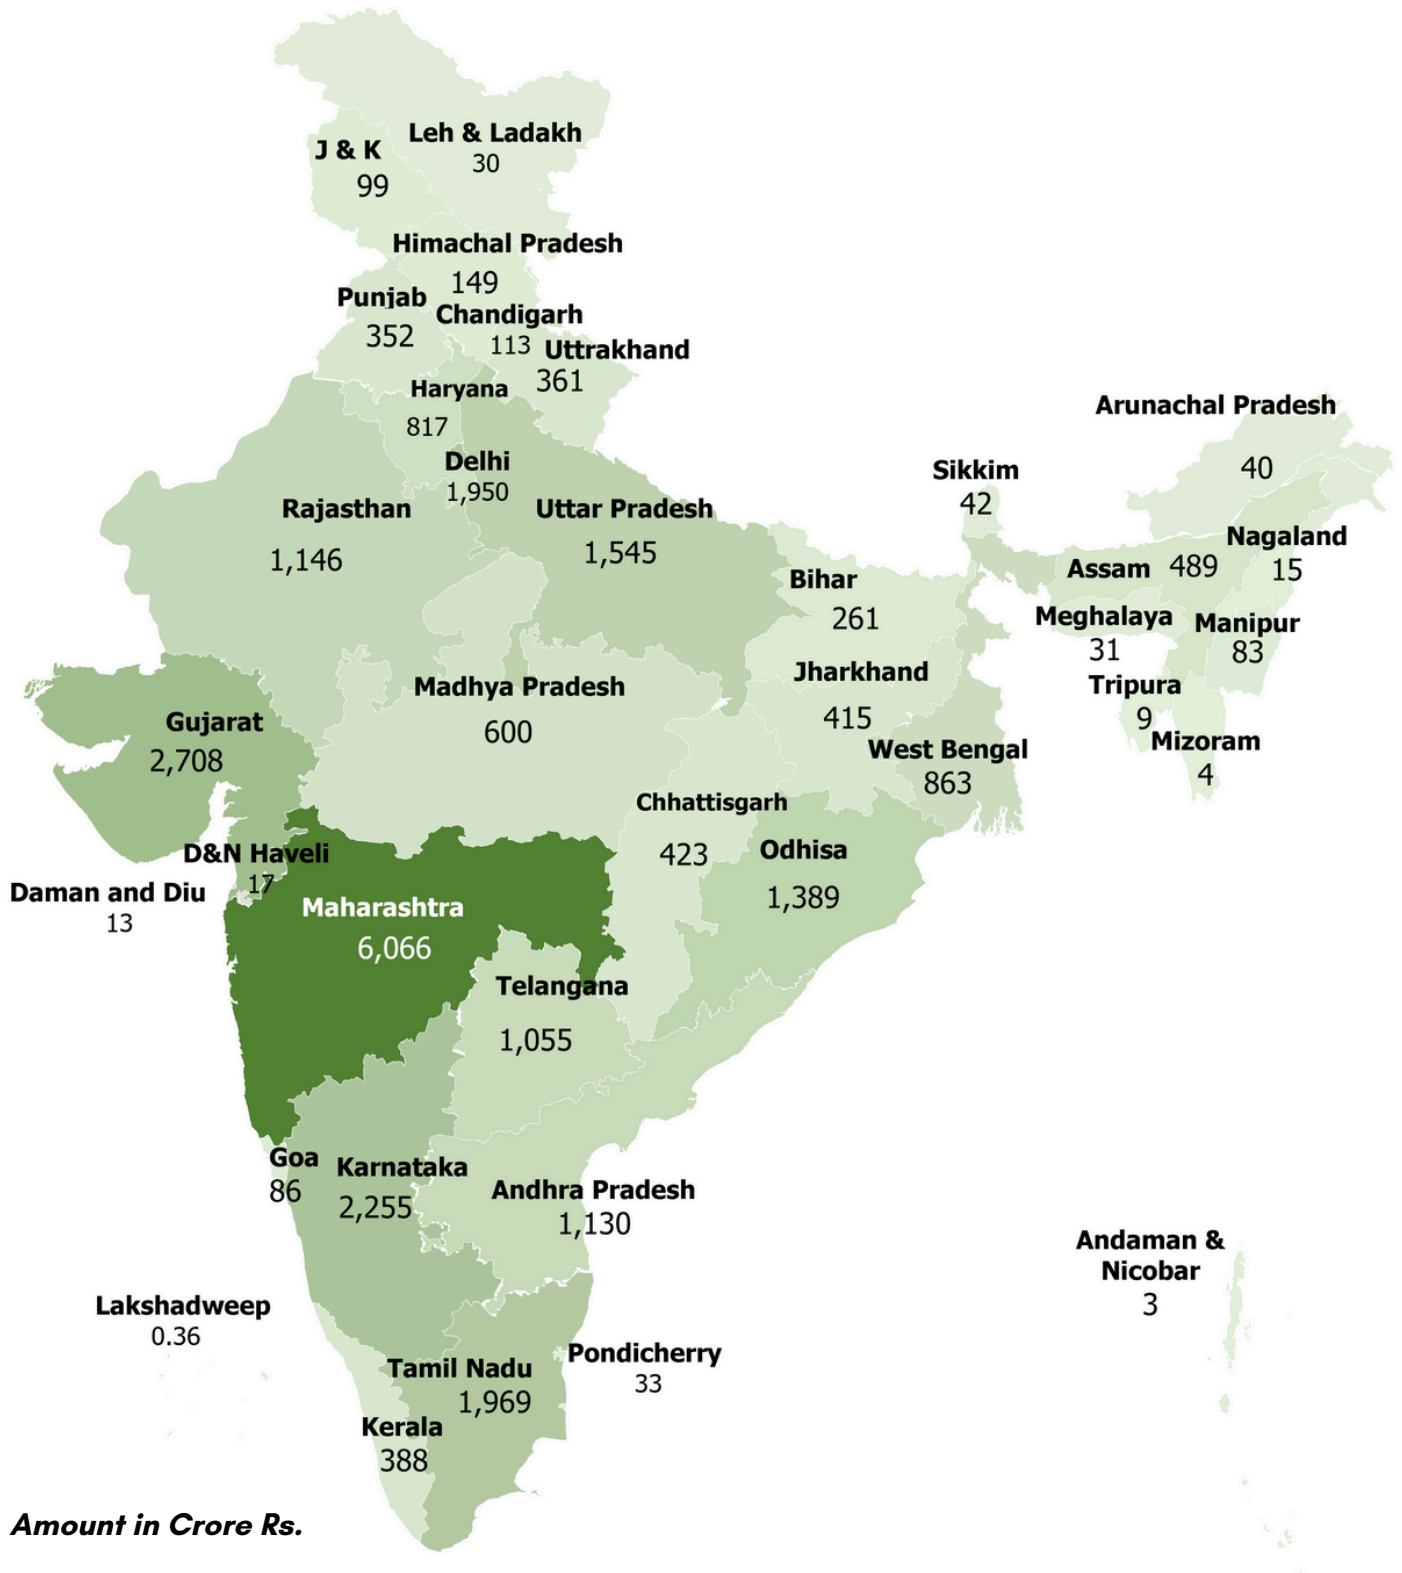 Leh & Ladakh
30
J & K
99
Himachal Pradesh
149
Punjab
352
Chandigarh
113
Uttrakhand
361
Haryana
817
Delhi
1,950
Rajasthan
1,146
Uttar Pradesh
1,545
Arunachal Pradesh
40
Sikkim
42
Nagaland
15
Assam 489
Bihar
261
Meghalaya
31
Manipur
83
Jharkhand
415
Tripura
9
Mizoram
4
Madhya Pradesh
600
Gujarat
2,708
West Bengal
863
Chhattisgarh
423
Odhisa
1,389
D&N Haveli
17
Daman and Diu
13
Maharashtra
6,066
Telangana
1,055
Goa
86
Karnataka
2,255
Andhra Pradesh
1,130
Andaman &
Nicobar
3
Lakshadweep
0.36
Pondicherry
33
Tamil Nadu
1,969
Kerala
388
Amount in Crore Rs.